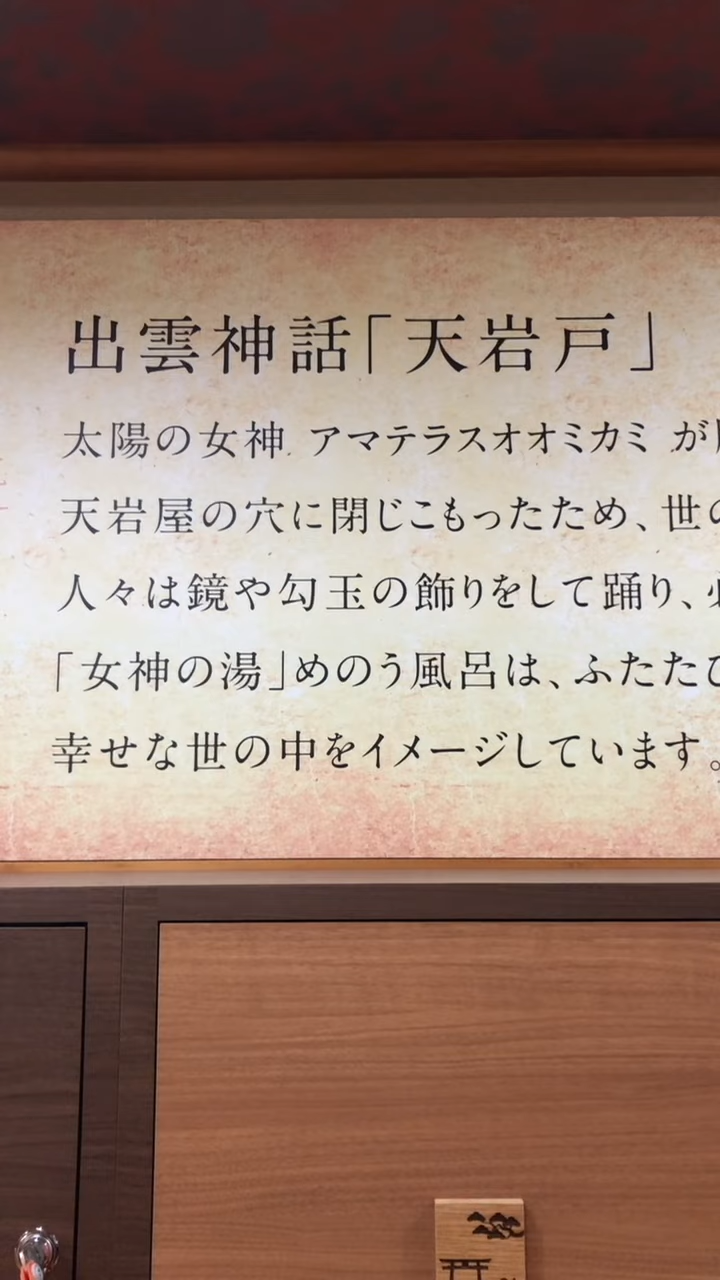 出雲神話「天岩戸」
太陽の女神 アマテラスオオミカミ が
天岩屋の穴に閉じこもったため、世の
人々は鏡や勾玉の飾りをして踊り、
「女神の湯」めのう風呂は、ふたたび
幸せな世の中をイメージしています。